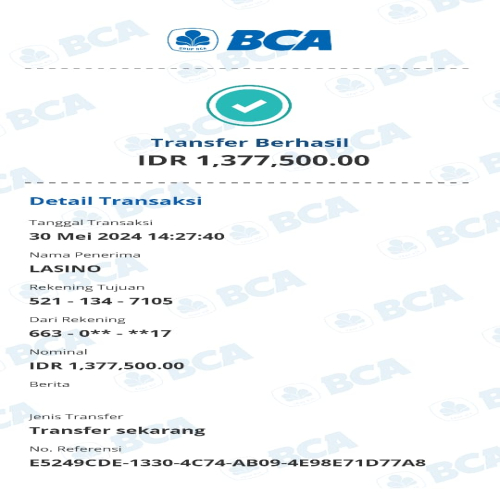 BCA
Transfer Berhasil
IDR 1,377,500.00
Detail Transaksi
Tanggal Transaksi
30 Mei 2024 14:27:40
Nama Penerima
LASINO
Rekening Tujuan
521 - 134 - 7105
Dari Rekening
663 - 0** - **17
Nominal
IDR 1,377,500.00
Berita
Jenis Transfer
Transfer sekarang
No. Referensi
E5249CDE-1330-4C74-AB09-4E98E71D77A8